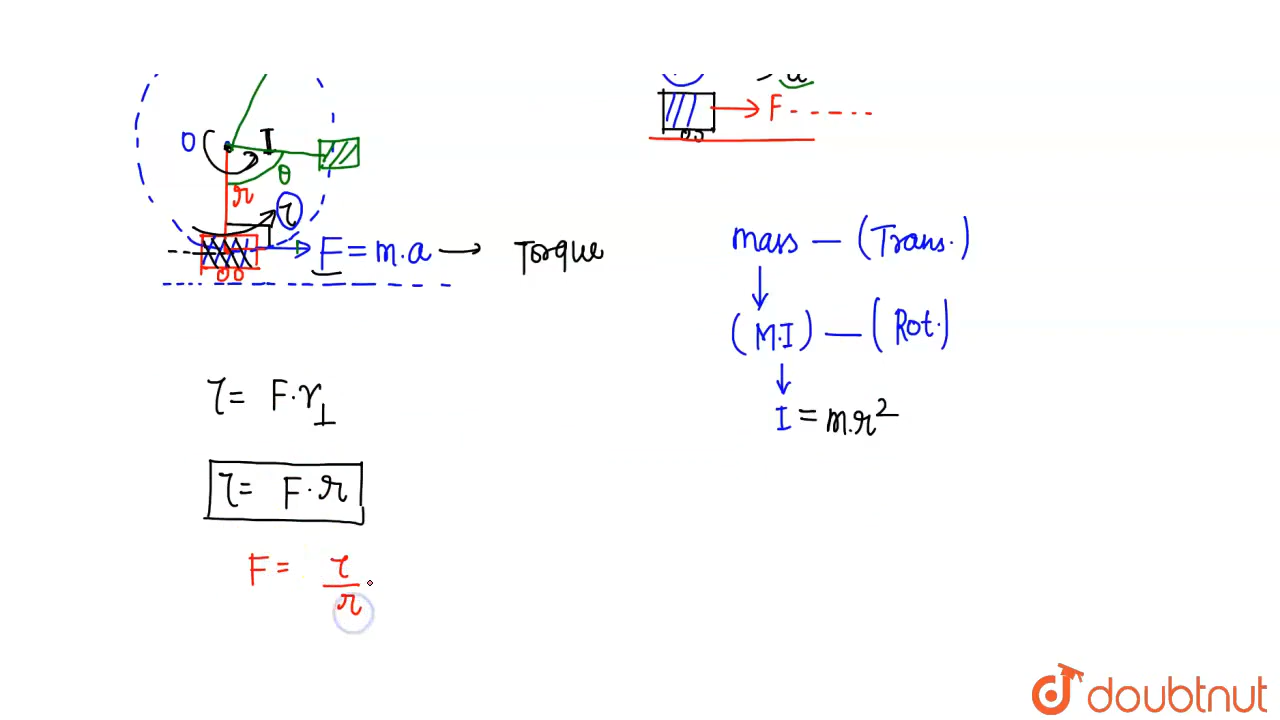 O
I
θ
r
τ
F = m.a → Torque
τ = F.r⊥
τ = F.r
F = τ/r
a
F
mass – (Trans.)
(M.I) – (Rot.)
I = m.r²
doubtnut